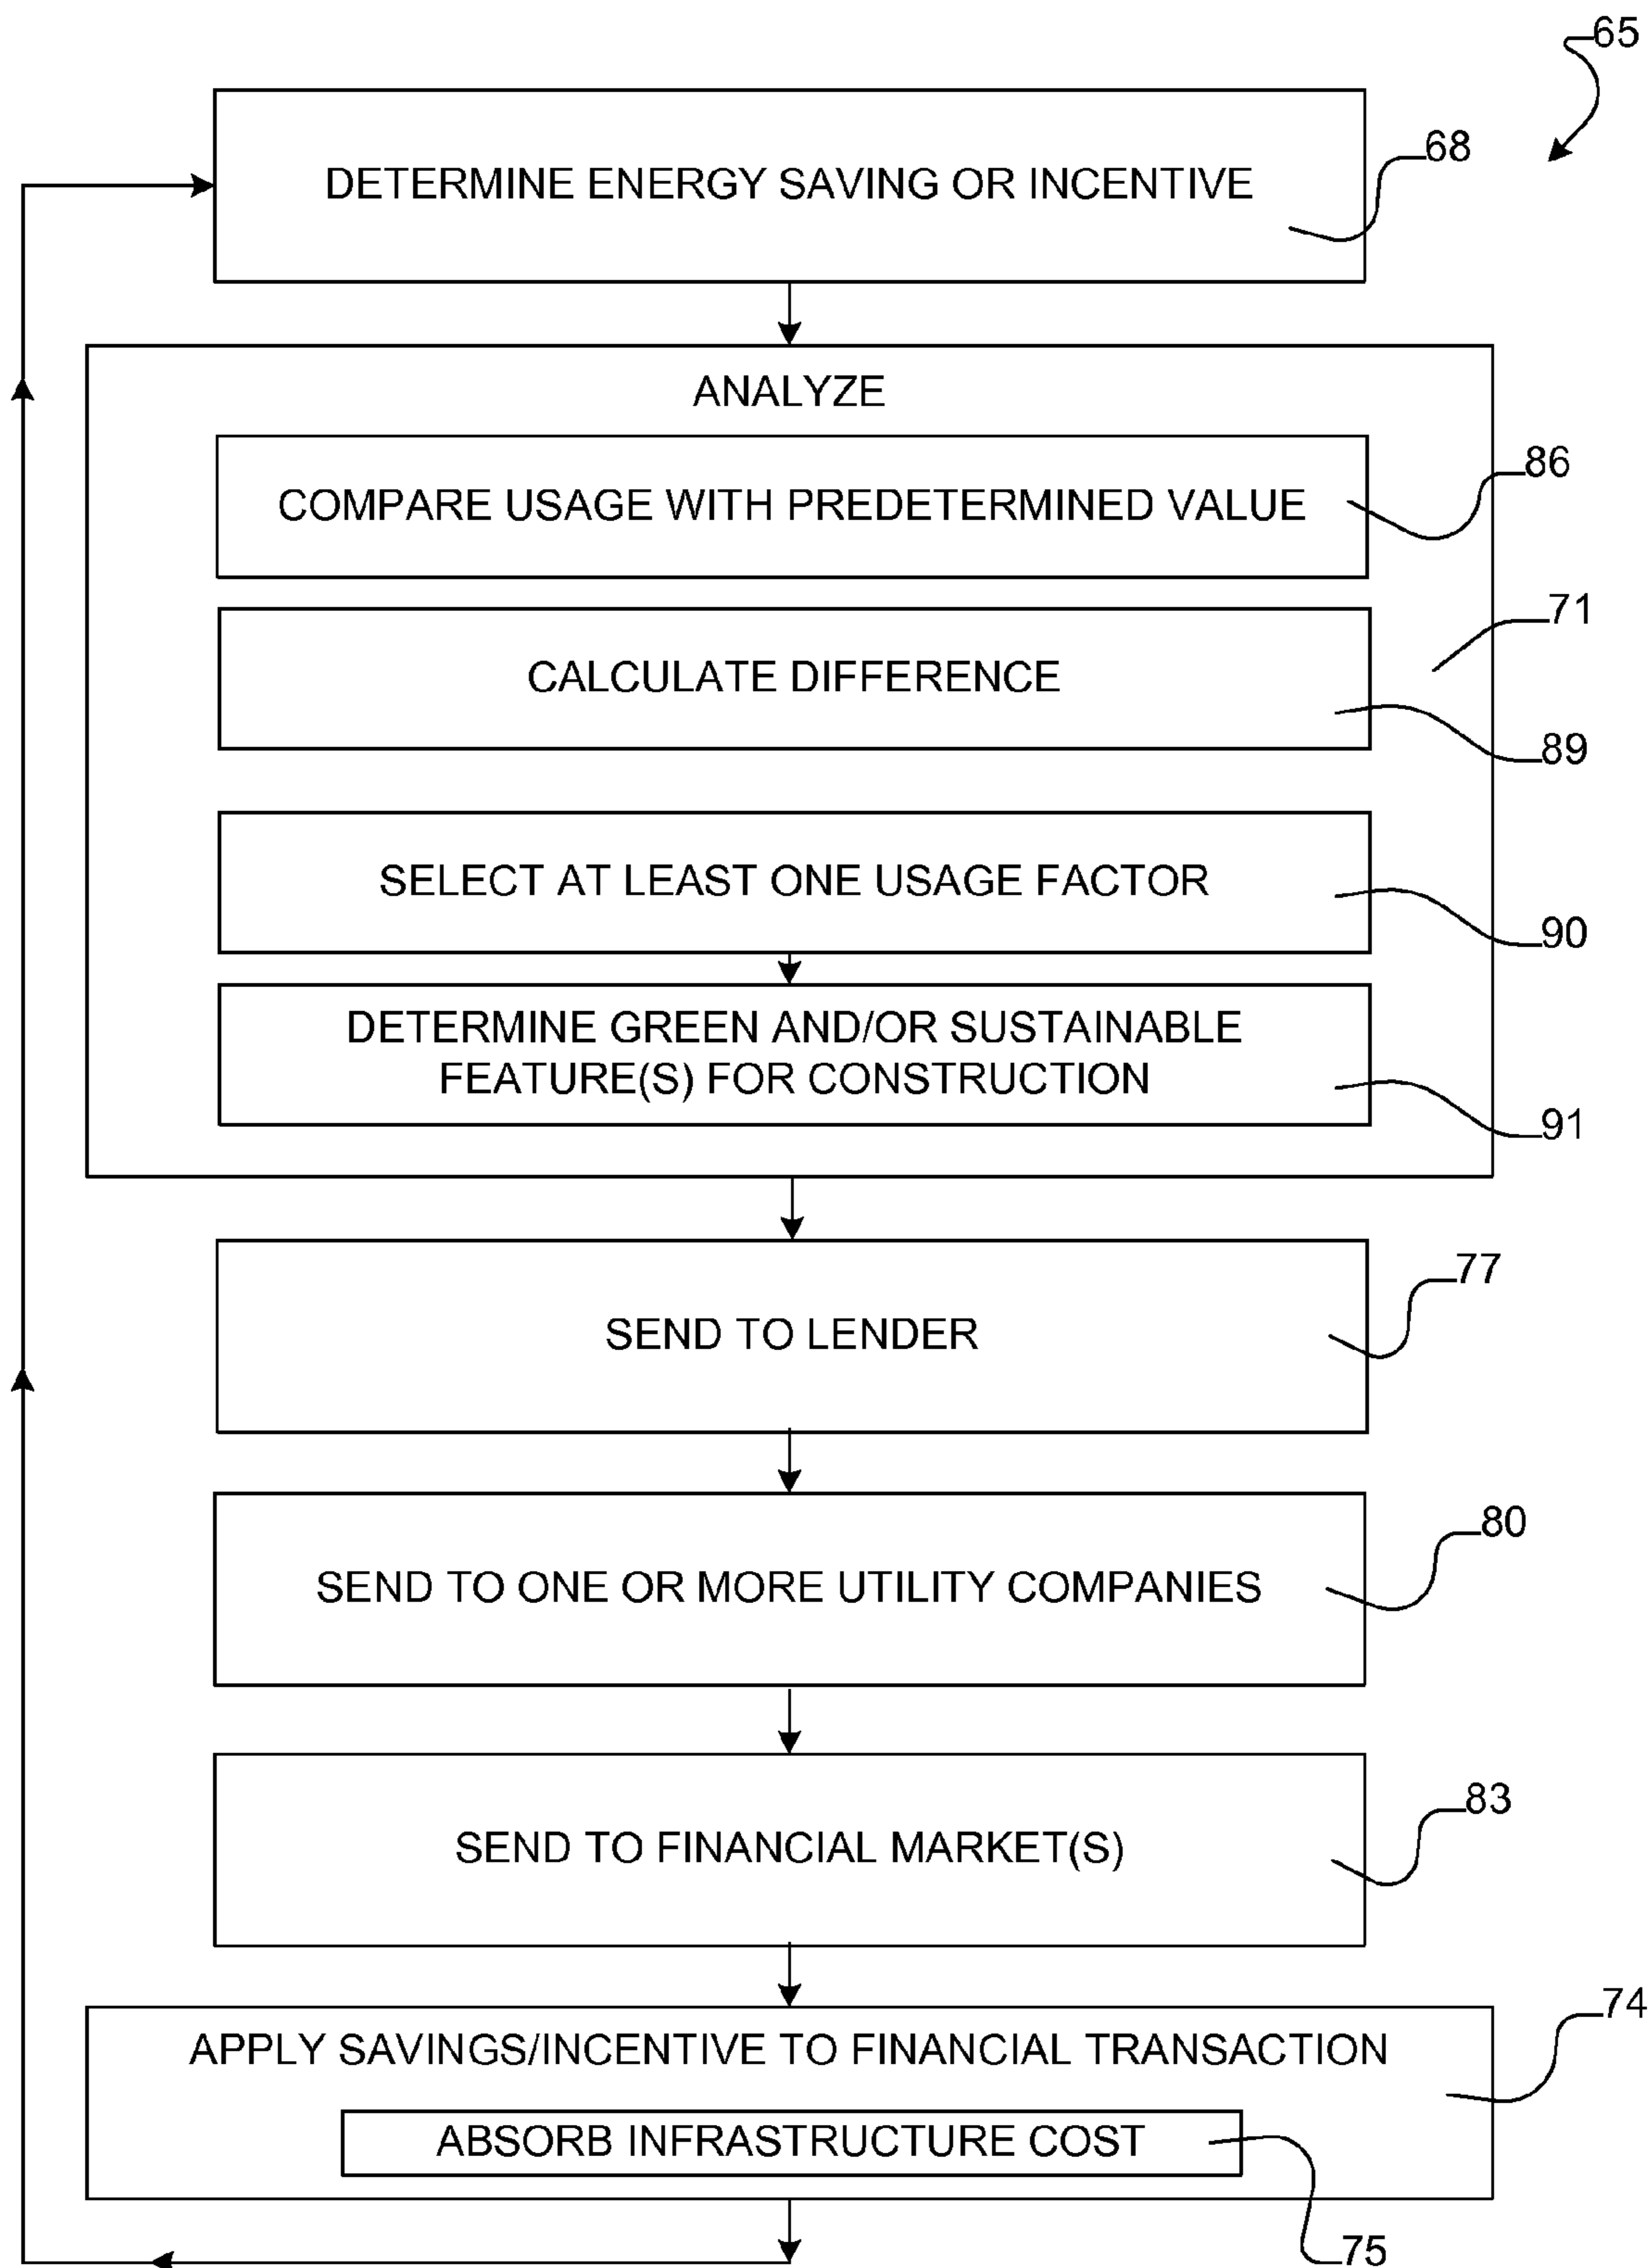 65
68
DETERMINE ENERGY SAVING OR INCENTIVE
ANALYZE
86
COMPARE USAGE WITH PREDETERMINED VALUE
71
CALCULATE DIFFERENCE
89
SELECT AT LEAST ONE USAGE FACTOR
90
DETERMINE GREEN AND/OR SUSTAINABLE
FEATURE(S) FOR CONSTRUCTION
91
77
SEND TO LENDER
80
SEND TO ONE OR MORE UTILITY COMPANIES
83
SEND TO FINANCIAL MARKET(S)
74
APPLY SAVINGS/INCENTIVE TO FINANCIAL TRANSACTION
ABSORB INFRASTRUCTURE COST
75